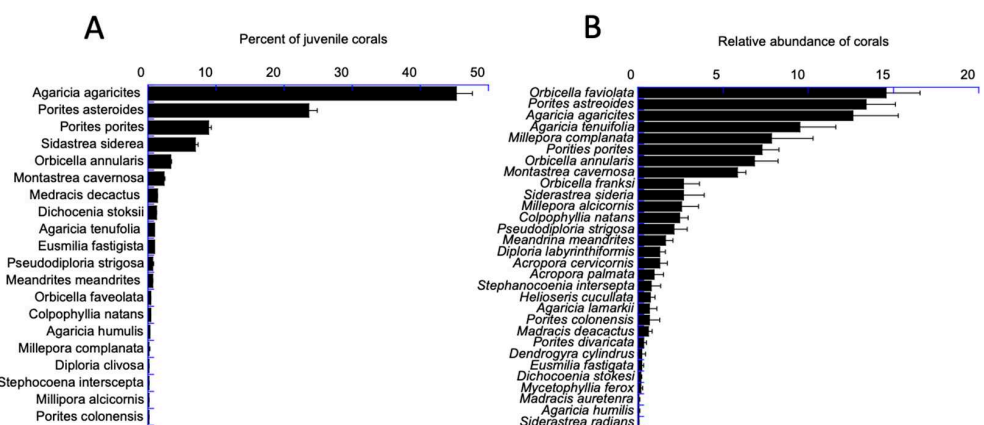 A
Percent of juvenile corals
0 10 20 30 40 50
Agaricia agaricites
Porites asteroides
Porites porites
Sidastrea siderea
Orbicella annularis
Montastrea cavernosa
Medracis decactus
Dichocenia stoksii
Agaricia tenufolia
Eusmilia fastigista
Pseudodiploria strigosa
Meandrites meandrites
Orbicella faveolata
Colpophyllia natans
Agaricia humulis
Millepora complanata
Diploria clivosa
Stephocoena interscepta
Millipora alcicornis
Porites colonensis
B
Relative abundance of corals
0 5 10 15 20
Orbicella faviolata
Porites astreoides
Agaricia agaricites
Agaricia tenuifolia
Millepora complanata
Porities porites
Orbicella annularis
Montastrea cavernosa
Orbicella franksi
Siderastrea sideria
Millepora alcicornis
Colpophyllia natans
Pseudodiploria strigosa
Meandrina meandrites
Diploria labyrinthiformis
Acropora cervicornis
Acropora palmata
Stephanocoenia intersepta
Helioseris cucullata
Agaricia lamarkii
Porites colonensis
Madracis deacactus
Porites divaricata
Dendrogyra cylindrus
Eusmilia fastigata
Dichocoenia stokesi
Mycetophyllia ferox
Madracis auretenra
Agaricia humilis
Siderastrea radians